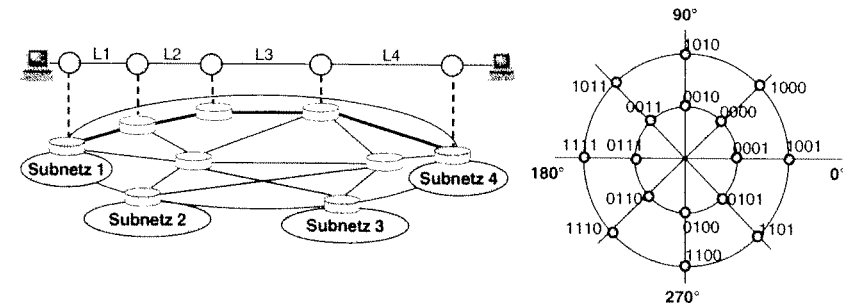 L1 L2 L3 L4
Subnetz 1
Subnetz 2
Subnetz 3
Subnetz 4
90°
1010
1011 1000
0010
0011 0000
1111 0111 0001 1001
180° 0°
0110 0101
0100
1110 1101
1100
270°